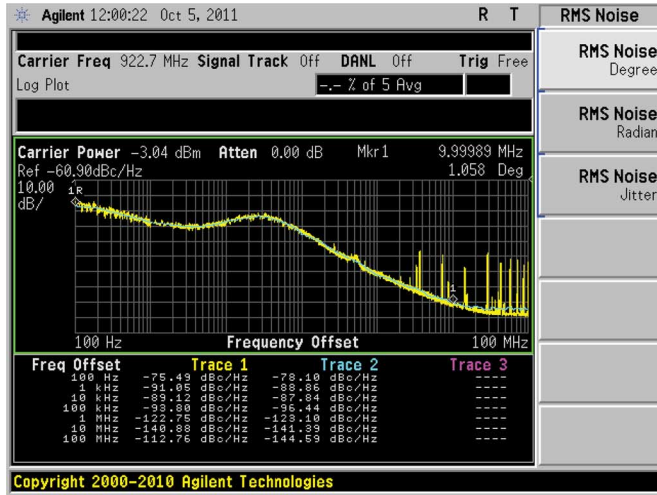 Agilent 12:00:22 Oct 5, 2011 R T
RMS Noise
Carrier Freq 922.7 MHz Signal Track Off DANL Off Trig Free
Log Plot
-.- % of 5 Avg
RMS Noise
Degree
RMS Noise
Radian
RMS Noise
Jitter
Carrier Power -3.04 dBm Atten 0.00 dB Mkr1 9.99989 MHz
Ref -60.90dBc/Hz 1.058 Deg
10.00
dB/
1R
1
100 Hz Frequency Offset 100 MHz
Freq Offset Trace 1 Trace 2 Trace 3
100 Hz -75.49 dBc/Hz -78.10 dBc/Hz ----
1 kHz -91.05 dBc/Hz -88.86 dBc/Hz ----
10 kHz -89.12 dBc/Hz -87.84 dBc/Hz ----
100 kHz -93.80 dBc/Hz -96.44 dBc/Hz ----
1 MHz -122.75 dBc/Hz -123.10 dBc/Hz ----
10 MHz -140.88 dBc/Hz -141.39 dBc/Hz ----
100 MHz -112.76 dBc/Hz -144.59 dBc/Hz ----
Copyright 2000-2010 Agilent Technologies